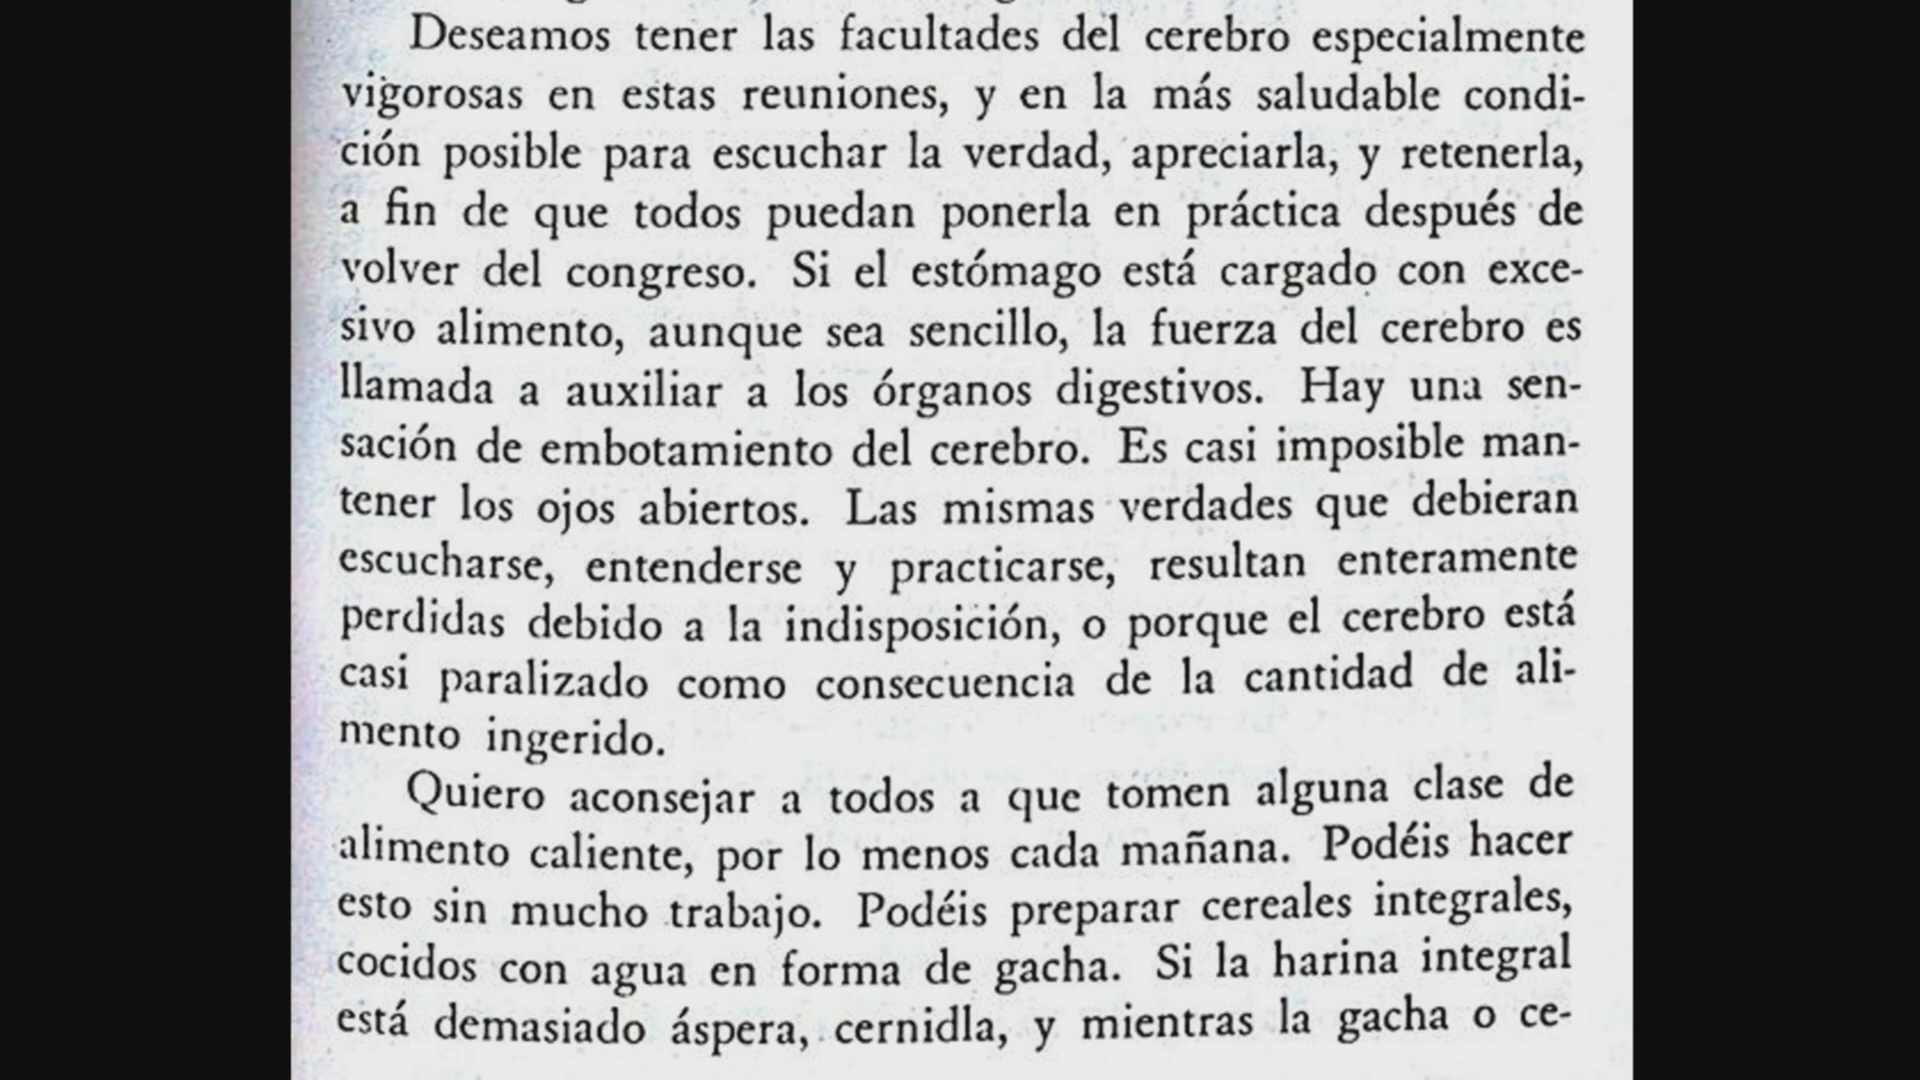 Deseamos tener las facultades del cerebro especialmente
vigorosas en estas reuniones, y en la más saludable condi-
ción posible para escuchar la verdad, apreciarla, y retenerla,
a fin de que todos puedan ponerla en práctica después de
volver del congreso. Si el estómago está cargado con exce-
sivo alimento, aunque sea sencillo, la fuerza del cerebro es
llamada a auxiliar a los órganos digestivos. Hay una sen-
sación de embotamiento del cerebro. Es casi imposible man-
tener los ojos abiertos. Las mismas verdades que debieran
escucharse, entenderse y practicarse, resultan enteramente
perdidas debido a la indisposición, o porque el cerebro está
casi paralizado como consecuencia de la cantidad de ali-
mento ingerido.
Quiero aconsejar a todos a que tomen alguna clase de
alimento caliente, por lo menos cada mañana. Podéis hacer
esto sin mucho trabajo. Podéis preparar cereales integrales,
cocidos con agua en forma de gacha. Si la harina integral
está demasiado áspera, cernidla, y mientras la gacha o ce-